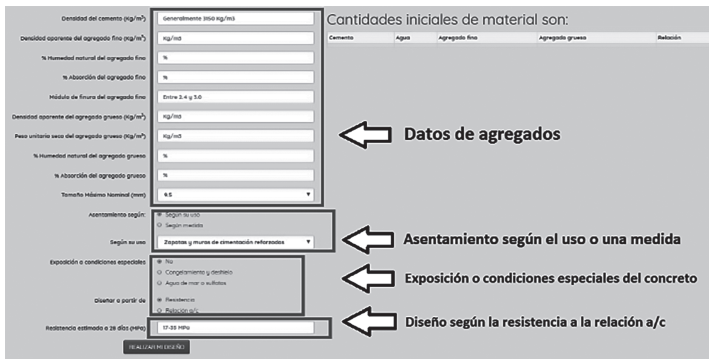 Densidad del cemento (Kg/m³)
Generalmente 3150 Kg/m3
Densidad aparente del agregado fino (Kg/m³)
Kg/m3
% Humedad natural del agregado fino
%
% Absorción del agregado fino
%
Módulo de finura del agregado fino
Entre 2.4 y 3.0
Densidad aparente del agregado grueso (Kg/m³)
Kg/m3
Peso unitario seco del agregado grueso (Kg/m³)
Kg/m3
% Humedad natural del agregado grueso
%
% Absorción del agregado grueso
%
Tamaño Máximo Nominal (mm)
9.5
Asentamiento según:
Según su uso
Según medida
Según su uso
Zapatas y muros de cimentación reforzados
Exposición o condiciones especiales
No
Congelamiento y deshielo
Agua de mar o sulfatos
Diseñar a partir de
Resistencia
Relación a/c
Resistencia estimada a 28 días (MPa)
17-35 MPa
REALIZAR MI DISEÑO
Cantidades iniciales de material son:
Cemento Agua Agregado fino Agregado grueso Relación
Datos de agregados
Asentamiento según el uso o una medida
Exposición o condiciones especiales del concreto
Diseño según la resistencia a la relación a/c